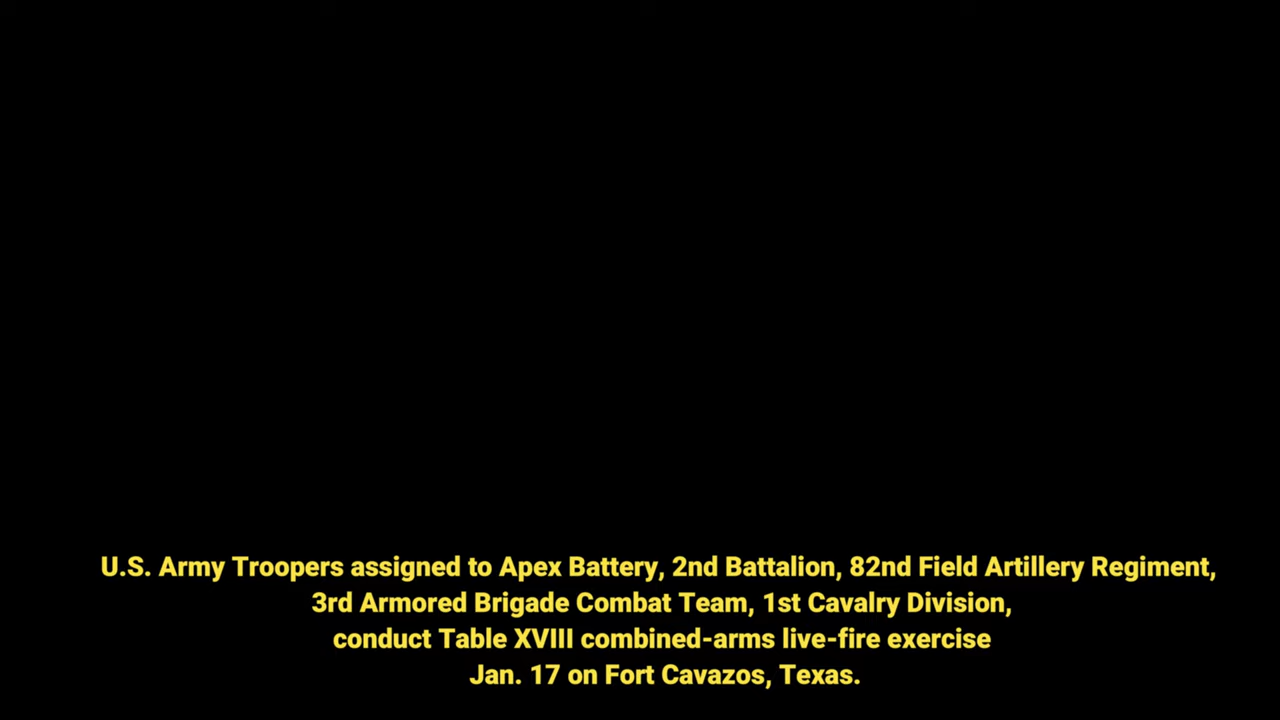 U.S. Army Troopers assigned to Apex Battery, 2nd Battalion, 82nd Field Artillery Regiment,
3rd Armored Brigade Combat Team, 1st Cavalry Division,
conduct Table XVIII combined-arms live-fire exercise
Jan. 17 on Fort Cavazos, Texas.